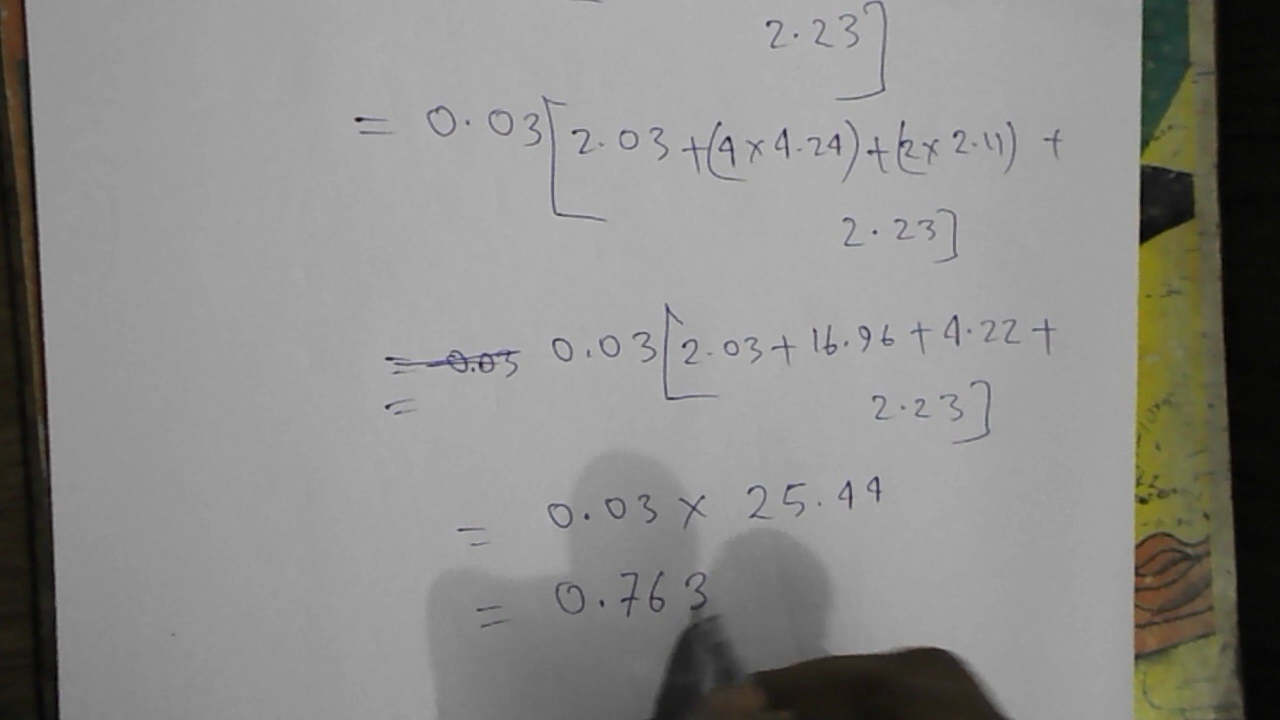 2.23]
= 0.03[2.03 +(4×4.24)+(2× 2.11) +
2.23]
= 0.03 0.03[2.03+ 16.96 + 4.22 +
2.23]
=
= 0.03 × 25.44
= 0.763